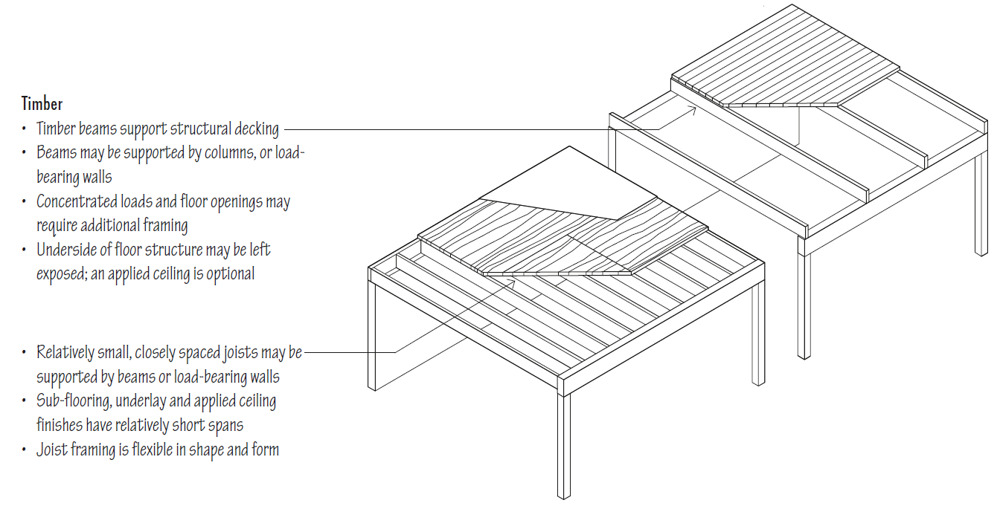 Timber
• Timber beams support structural decking
• Beams may be supported by columns, or load-
bearing walls
• Concentrated loads and floor openings may
require additional framing
• Underside of floor structure may be left
exposed; an applied ceiling is optional
• Relatively small, closely spaced joists may be
supported by beams or load-bearing walls
• Sub-flooring, underlay and applied ceiling
finishes have relatively short spans
• Joist framing is flexible in shape and form